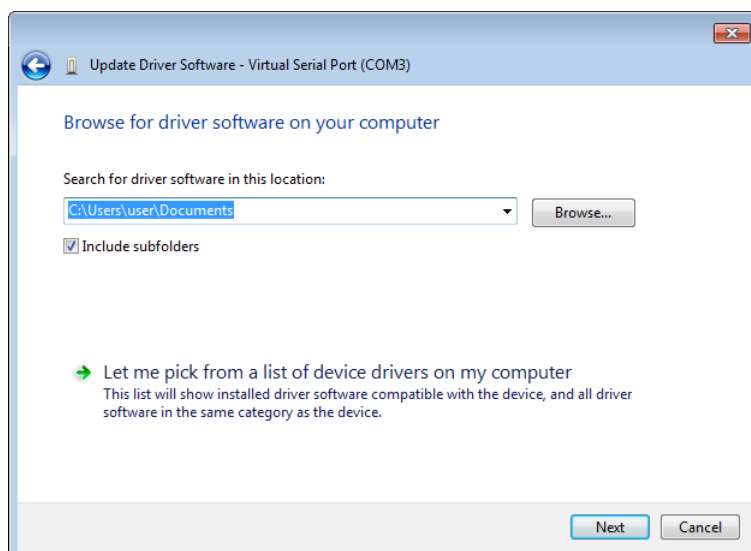 Update Driver Software - Virtual Serial Port (COM3)
Browse for driver software on your computer
Search for driver software in this location:
C:\Users\user\Documents
Browse...
Include subfolders
Let me pick from a list of device drivers on my computer
This list will show installed driver software compatible with the device, and all driver
software in the same category as the device.
Next
Cancel